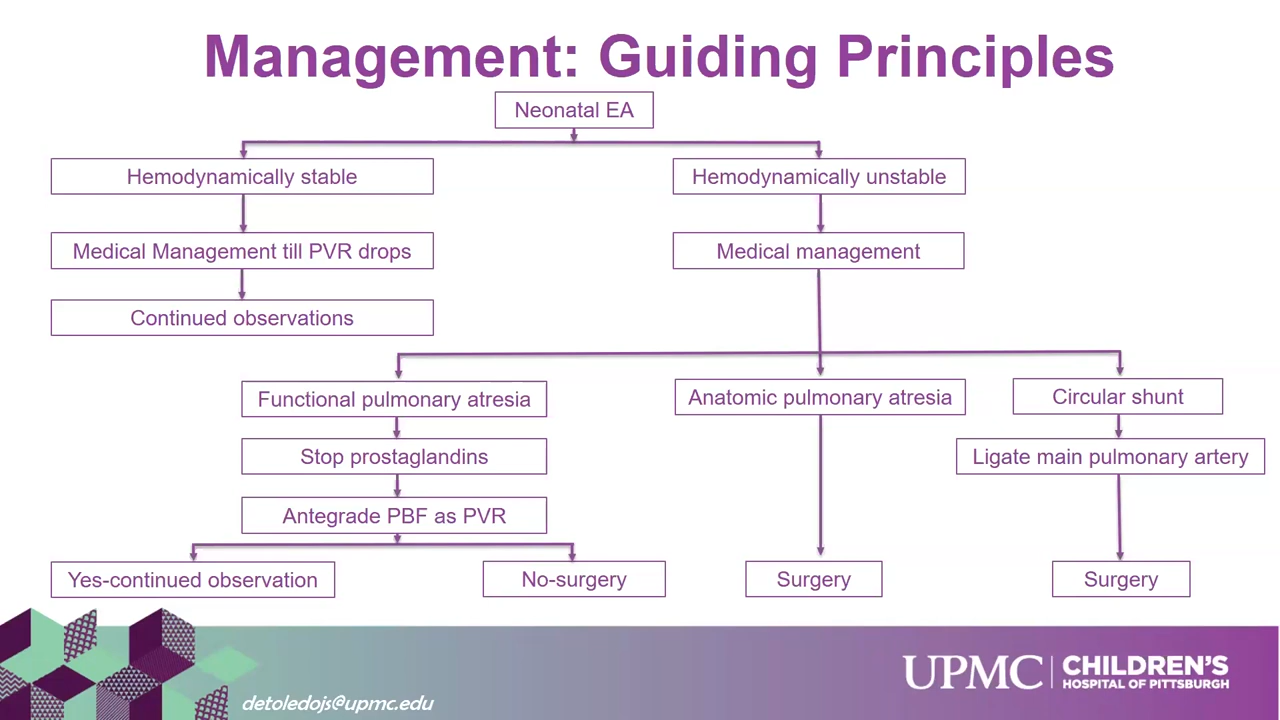 Management: Guiding Principles
Neonatal EA
Hemodynamically stable
Hemodynamically unstable
Medical Management till PVR drops
Medical management
Continued observations
Functional pulmonary atresia
Anatomic pulmonary atresia
Circular shunt
Stop prostaglandins
Ligate main pulmonary artery
Antegrade PBF as PVR
Yes-continued observation
No-surgery
Surgery
Surgery
UPMC CHILDREN'S
HOSPITAL OF PITTSBURGH
detoledojs@upmc.edu